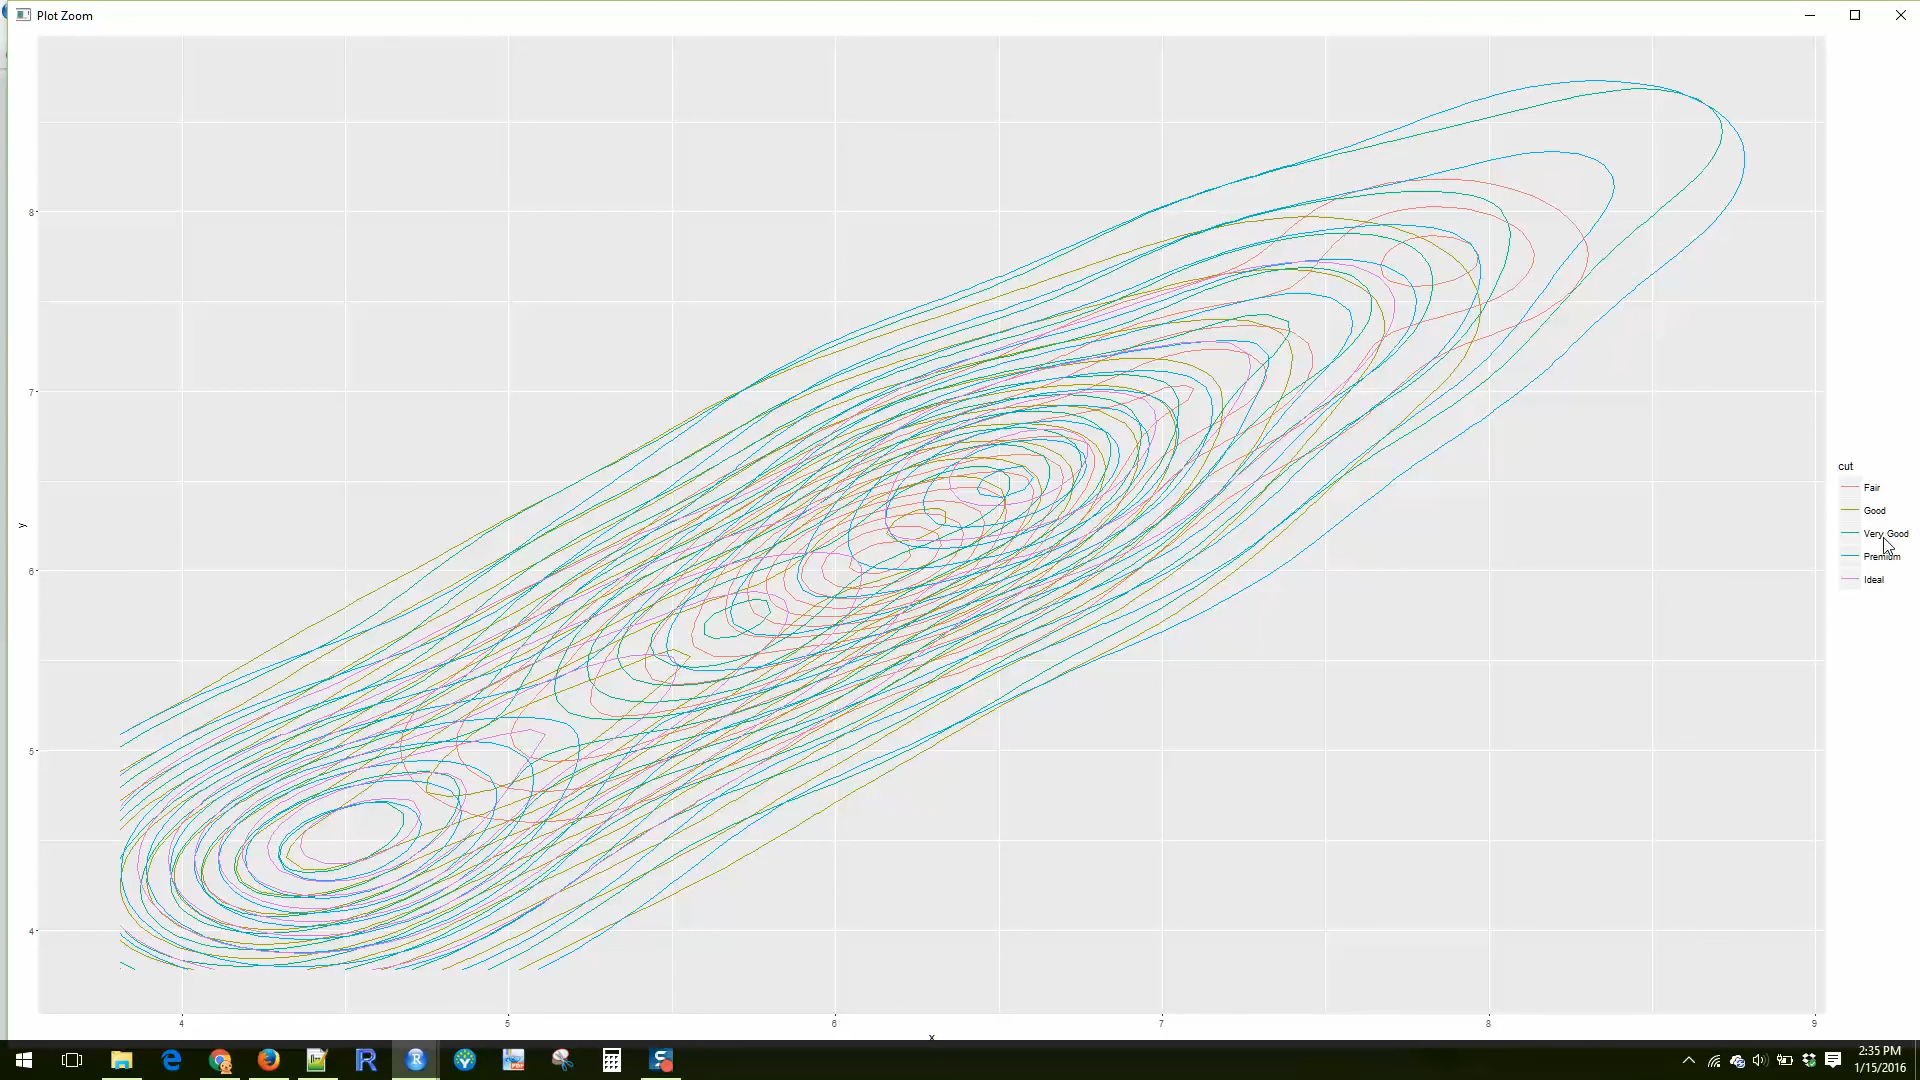 Plot Zoom
8
7
6
5
4
y
4
5
6
7
8
9
x
cut
Fair
Good
Very Good
Premium
Ideal
2:35 PM
1/15/2016